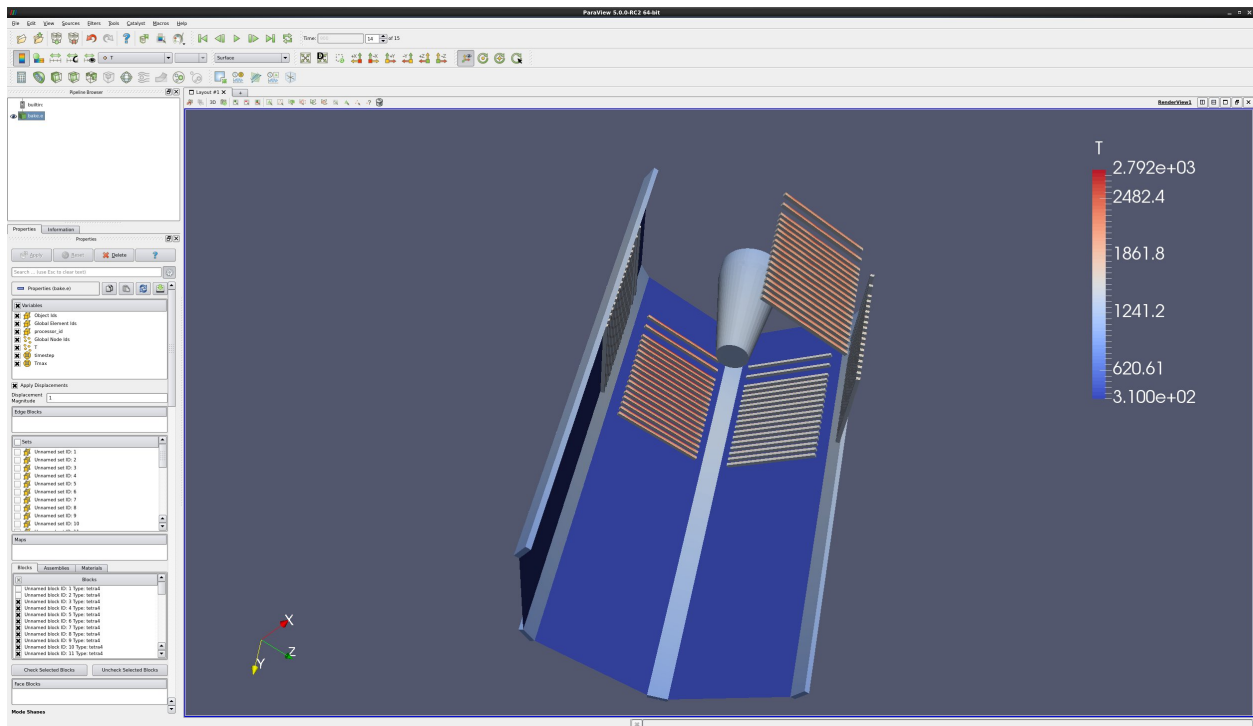 ParaView 5.0.0-RC2 64-bit
File Edit View Sources Filters Tools Catalyst Macros Help
Time: 14 of 15
T Surface
Pipeline Browser
Layout #1
builtin:
3D
RenderView1
bake.e
Properties Information
Properties
Apply Reset Delete ?
Search ... (use Esc to clear text)
Properties (bake.e)
Variables
Object Ids
Global Element Ids
processor_id
Global Node Ids
T
timestep
Tmax
Apply Displacements
Displacement
Magnitude 1
Edge Blocks
Sets
Unnamed set ID: 1
Unnamed set ID: 2
Unnamed set ID: 3
Unnamed set ID: 4
Unnamed set ID: 5
Unnamed set ID: 6
Unnamed set ID: 7
Unnamed set ID: 8
Unnamed set ID: 9
Unnamed set ID: 10
Maps
Blocks Assemblies Materials
Blocks
Unnamed block ID: 1 Type: tetra4
Unnamed block ID: 2 Type: tetra4
Unnamed block ID: 3 Type: tetra4
Unnamed block ID: 4 Type: tetra4
Unnamed block ID: 5 Type: tetra4
Unnamed block ID: 6 Type: tetra4
Unnamed block ID: 7 Type: tetra4
Unnamed block ID: 8 Type: tetra4
Unnamed block ID: 9 Type: tetra4
Unnamed block ID: 10 Type: tetra4
Unnamed block ID: 11 Type: tetra4
Check Selected Blocks Uncheck Selected Blocks
Face Blocks
Mode Shapes
T
2.792e+03
2482.4
1861.8
1241.2
620.61
3.100e+02
X
Z
Y